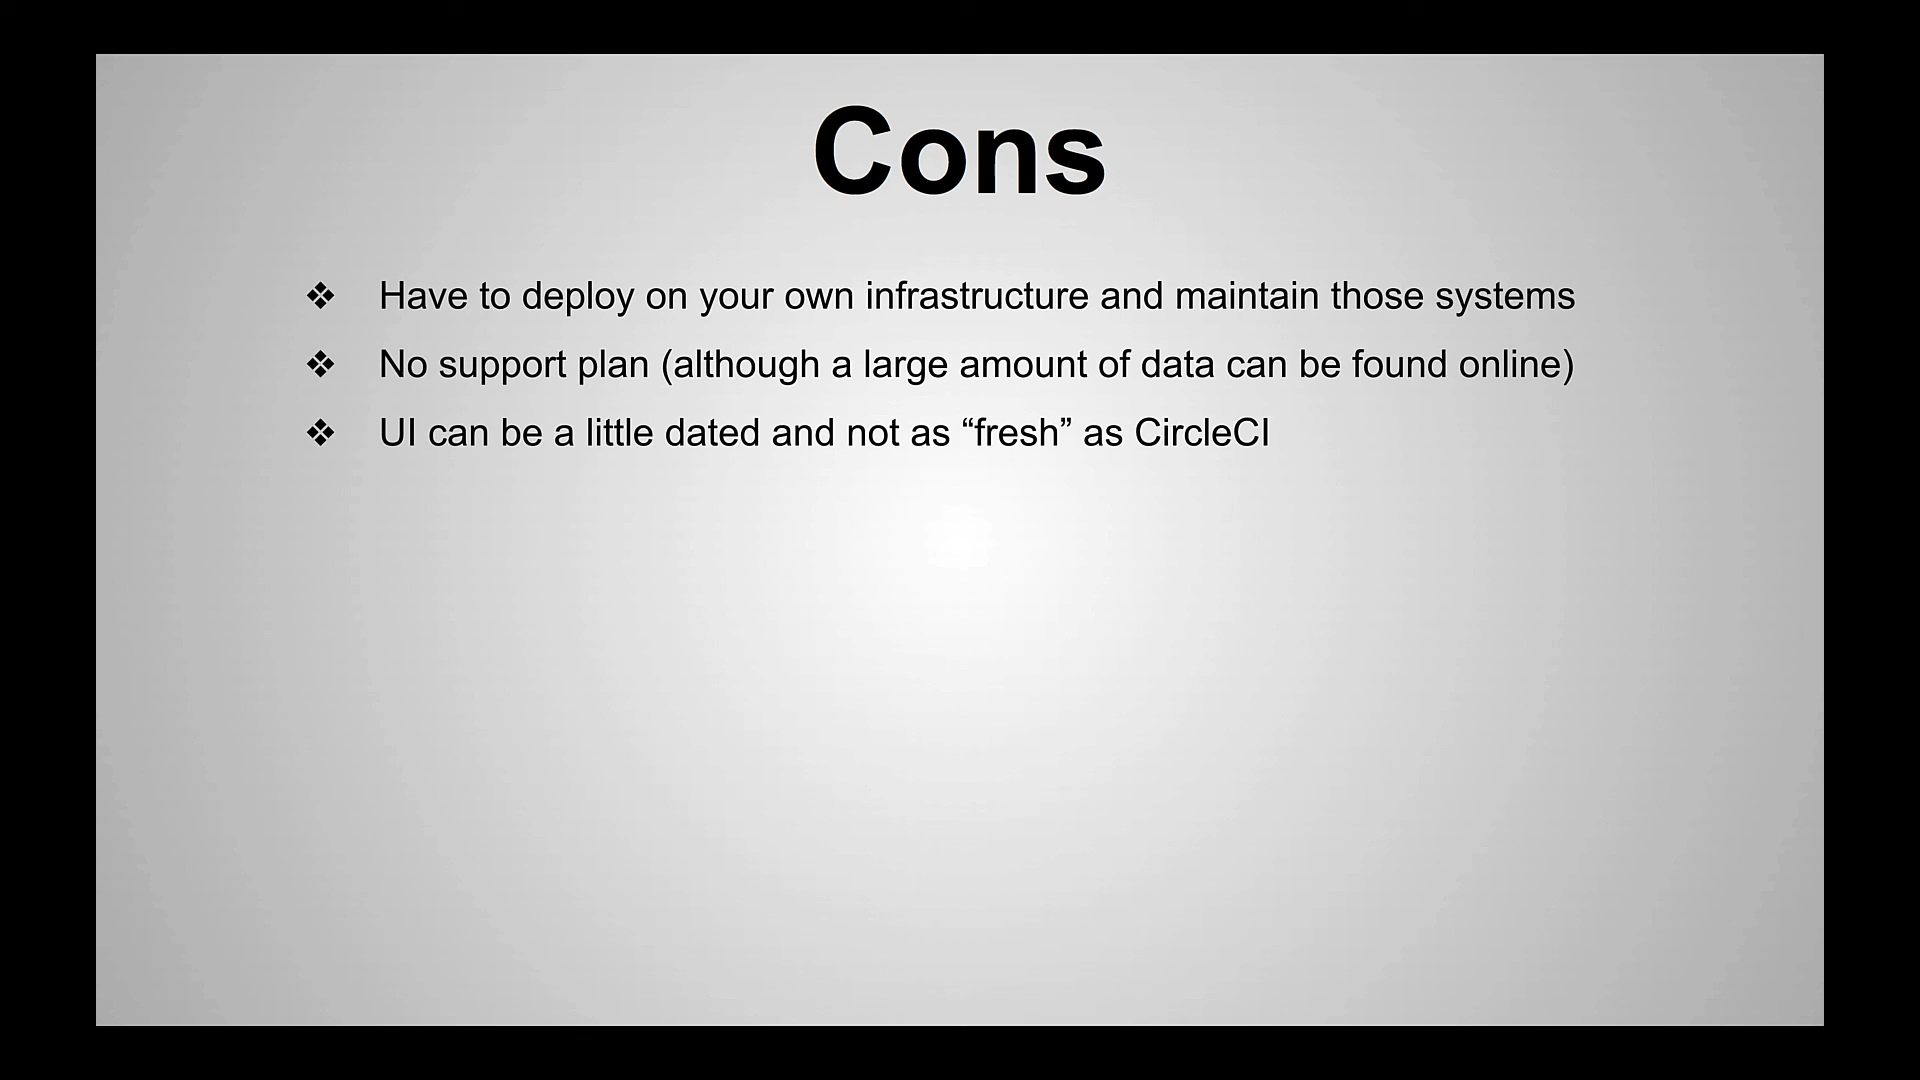 Cons
❖ Have to deploy on your own infrastructure and maintain those systems
❖ No support plan (although a large amount of data can be found online)
❖ UI can be a little dated and not as “fresh” as CircleCI